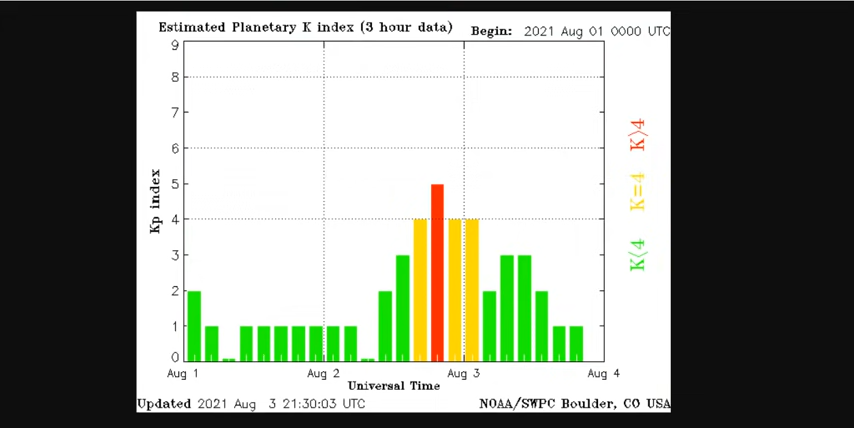 Estimated Planetary K index (3 hour data) Begin: 2021 Aug 01 0000 UTC
9
8
7
6
5
4
3
2
1
0
Kp index
K>4
K=4
K<4
Aug 1 Aug 2 Aug 3 Aug 4
Universal Time
Updated 2021 Aug 3 21:30:03 UTC NOAA/SWPC Boulder, CO USA